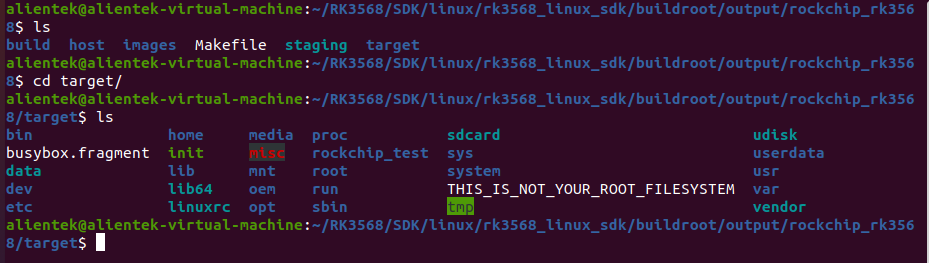 alientek@alientek-virtual-machine:~/RK3568/SDK/linux/rk3568_linux_sdk/buildroot/output/rockchip_rk356
8$ ls
build host images Makefile staging target
alientek@alientek-virtual-machine:~/RK3568/SDK/linux/rk3568_linux_sdk/buildroot/output/rockchip_rk356
8$ cd target/
alientek@alientek-virtual-machine:~/RK3568/SDK/linux/rk3568_linux_sdk/buildroot/output/rockchip_rk356
8/target$ ls
bin home media proc sdcard udisk
busybox.fragment init misc rockchip_test sys userdata
data lib mnt root system usr
dev lib64 oem run THIS_IS_NOT_YOUR_ROOT_FILESYSTEM var
etc linuxrc opt sbin tmp vendor
alientek@alientek-virtual-machine:~/RK3568/SDK/linux/rk3568_linux_sdk/buildroot/output/rockchip_rk356
8/target$